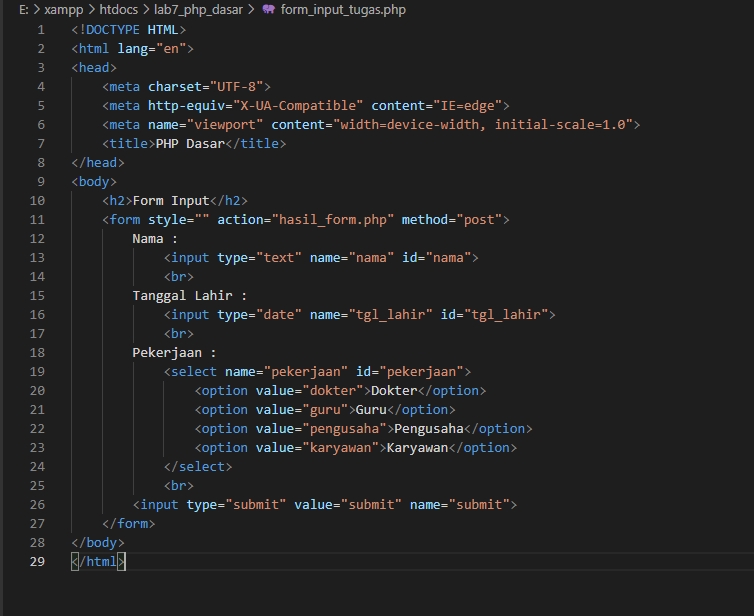 E: > xampp > htdocs > lab7_php_dasar > form_input_tugas.php
1 <!DOCTYPE HTML>
2 <html lang="en">
3 <head>
4     <meta charset="UTF-8">
5     <meta http-equiv="X-UA-Compatible" content="IE=edge">
6     <meta name="viewport" content="width=device-width, initial-scale=1.0">
7     <title>PHP Dasar</title>
8 </head>
9 <body>
10     <h2>Form Input</h2>
11     <form style="" action="hasil_form.php" method="post">
12         Nama :
13             <input type="text" name="nama" id="nama">
14             <br>
15         Tanggal Lahir :
16             <input type="date" name="tgl_lahir" id="tgl_lahir">
17             <br>
18         Pekerjaan :
19             <select name="pekerjaan" id="pekerjaan">
20                 <option value="dokter">Dokter</option>
21                 <option value="guru">Guru</option>
22                 <option value="pengusaha">Pengusaha</option>
23                 <option value="karyawan">Karyawan</option>
24             </select>
25             <br>
26         <input type="submit" value="submit" name="submit">
27     </form>
28 </body>
29 </html>